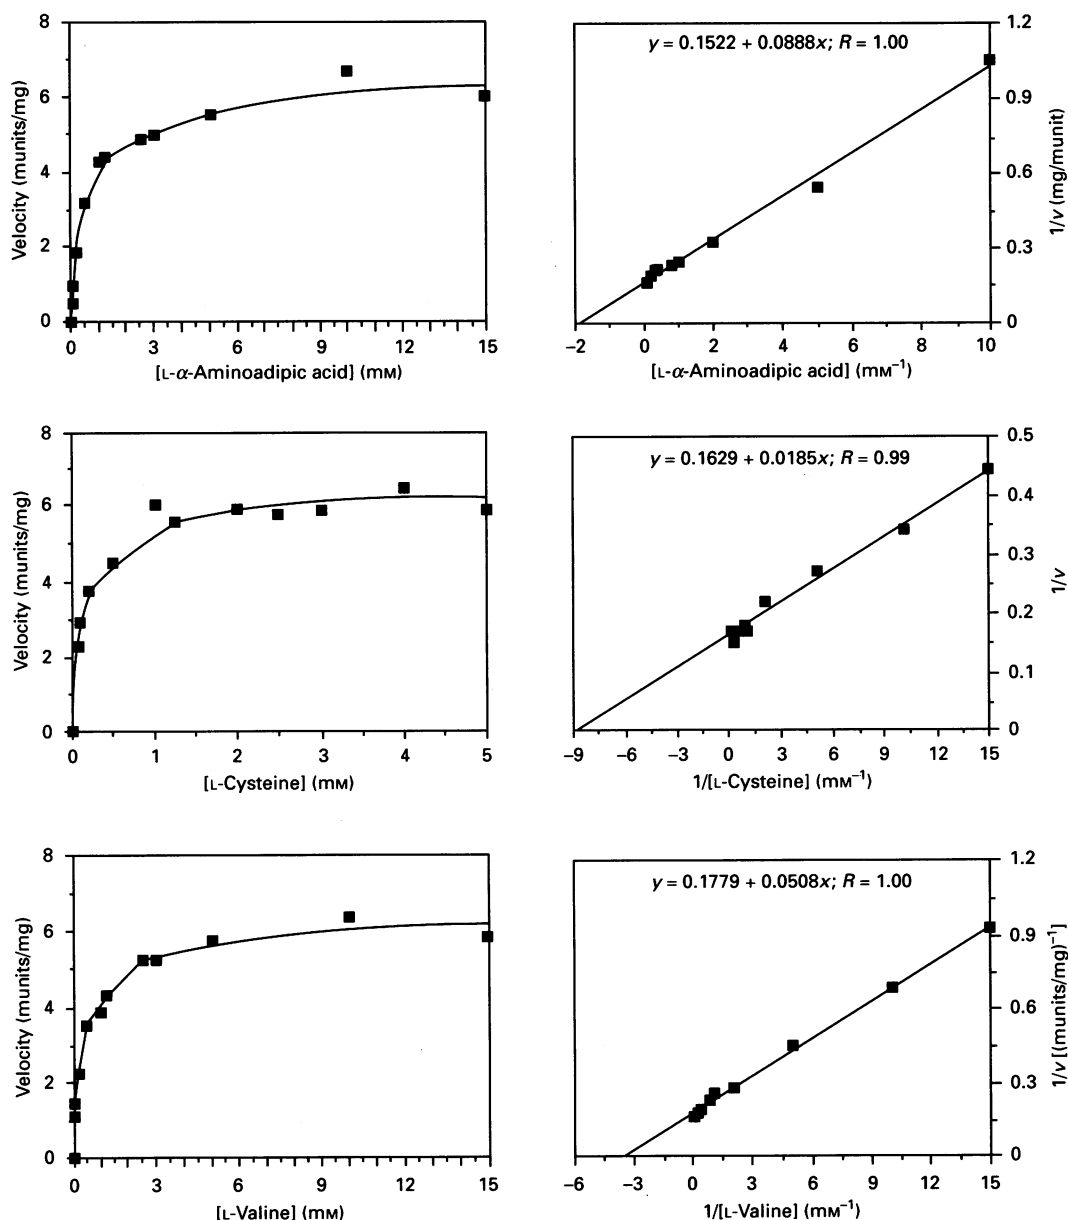 8
6
4
2
0
Velocity (munits/mg)
0 3 6 9 10 15
[L-α-Aminoadipic acid] (mM)
y = 0.1522 + 0.0888x; R = 1.00
1.2
0.9
0.6
0.3
0
1/v (mg/munit)
−2 0 2 4 6 8 10
[L-α-Aminoadipic acid] (mM⁻¹)
8
6
4
2
0
Velocity (munits/mg)
0 1 2 3 4 5
[L-Cysteine] (mM)
y = 0.1629 + 0.0185x; R = 0.99
0.5
0.4
0.3
0.2
0.1
0
1/v
−9 −6 −3 0 3 6 9 12 15
1/[L-Cysteine] (mM⁻¹)
8
6
4
2
0
Velocity (munits/mg)
0 3 6 9 12 15
[L-Valine] (mM)
y = 0.1779 + 0.0508x; R = 1.00
1.2
0.9
0.6
0.3
0
1/v [(munits/mg)⁻¹]
−6 −3 0 3 6 9 12 15
1/[L-Valine] (mM⁻¹)